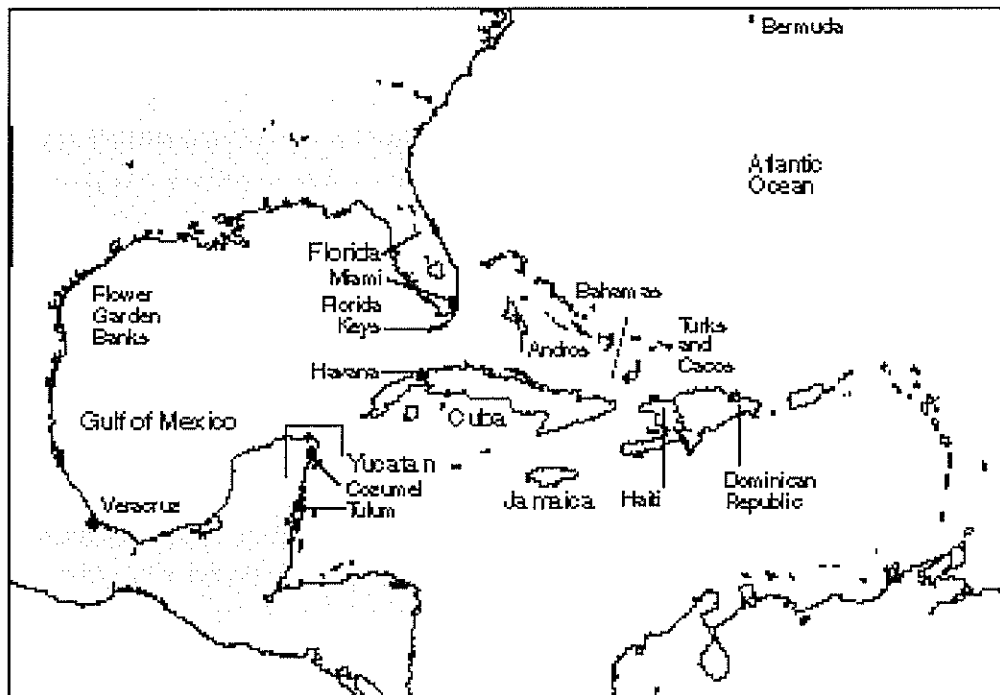 Bermuda
Atlantic
Ocean
Florida
Miami
Florida
Keys
Flower
Garden
Banks
Bahamas
Andros
Turks
and
Cacos
Havana
Cuba
Gulf of Mexico
Yucatan
Cozumel
Tulum
Veracruz
Jamaica
Haiti
Dominican
Republic